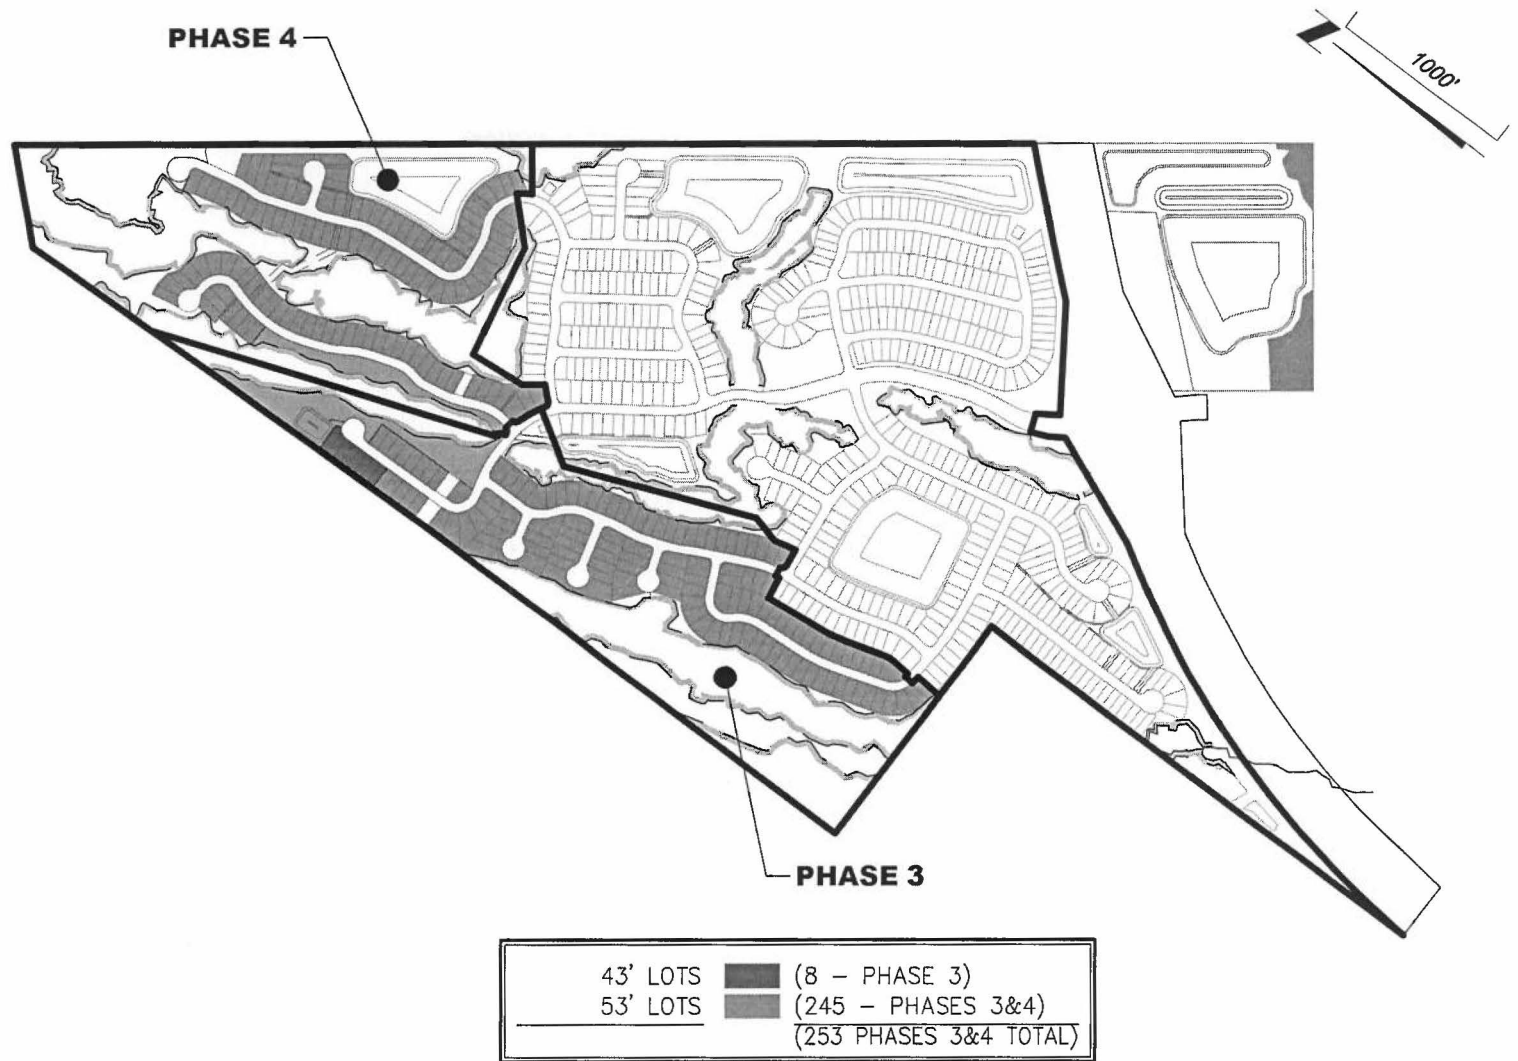 PHASE 4
1000'
PHASE 3
43' LOTS (8 - PHASE 3)
53' LOTS (245 - PHASES 3&4)
(253 PHASES 3&4 TOTAL)